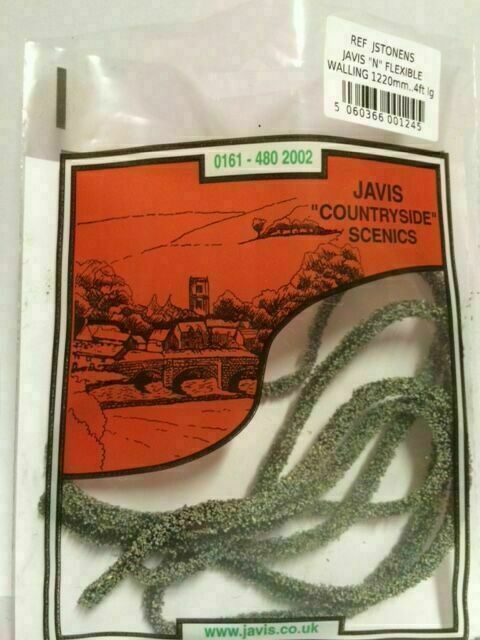 REF JSTONENS
JAVIS "N" FLEXIBLE
WALLING 1220mm..4ft lg
5 060366 001245
0161 - 480 2002
JAVIS
"COUNTRYSIDE"
SCENICS
www.javis.co.uk